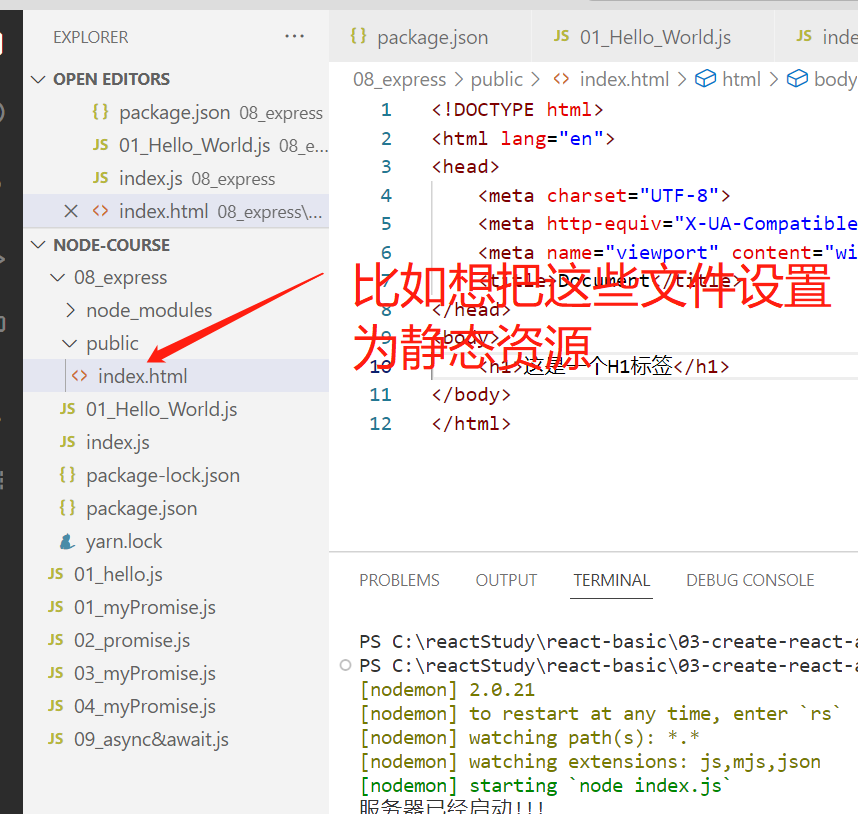 EXPLORER ...
OPEN EDITORS
{} package.json 08_express
JS 01_Hello_World.js 08_e...
JS index.js 08_express
<> index.html 08_express\...
NODE-COURSE
08_express
node_modules
public
<> index.html
JS 01_Hello_World.js
JS index.js
{} package-lock.json
{} package.json
yarn.lock
JS 01_hello.js
JS 01_myPromise.js
JS 02_promise.js
JS 03_myPromise.js
JS 04_myPromise.js
JS 09_async&await.js
{} package.json JS 01_Hello_World.js JS inde
08_express > public > <> index.html > html > body
1 <!DOCTYPE html>
2 <html lang="en">
3 <head>
4 <meta charset="UTF-8">
5 <meta http-equiv="X-UA-Compatible
6 <meta name="viewport" content="wi
7 <title>Document</title>
8 </head>
9 <body>
10 <h1>这是一个H1标签</h1>
11 </body>
12 </html>
比如想把这些文件设置
为静态资源
PROBLEMS OUTPUT TERMINAL DEBUG CONSOLE
PS C:\reactStudy\react-basic\03-create-react-a
PS C:\reactStudy\react-basic\03-create-react-a
[nodemon] 2.0.21
[nodemon] to restart at any time, enter `rs`
[nodemon] watching path(s): *.*
[nodemon] watching extensions: js,mjs,json
[nodemon] starting `node index.js`
服务器已经启动!!!